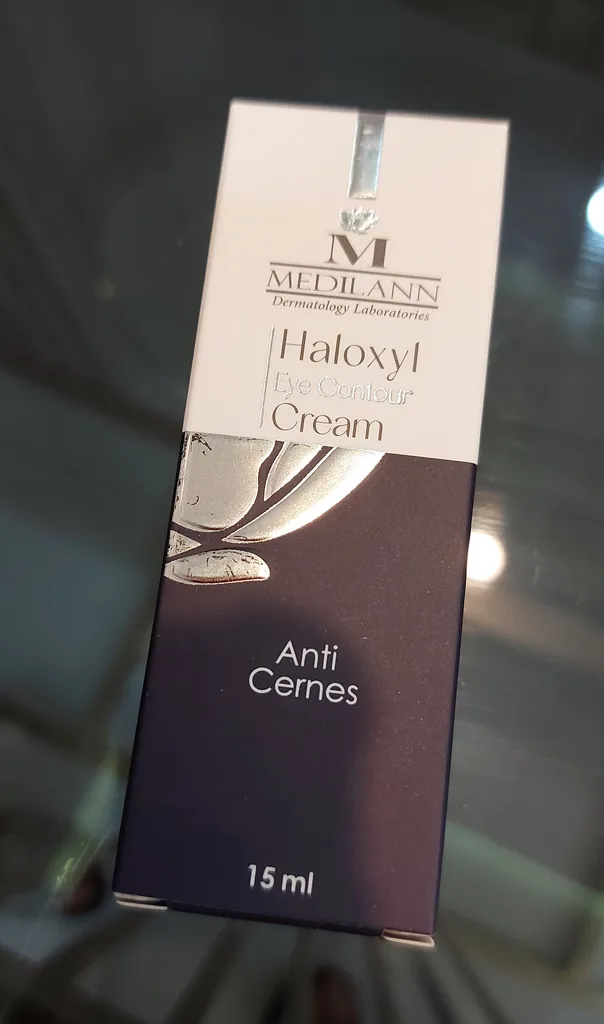 M
MEDILANN
Dermatology Laboratories
Haloxyl
Eye Contour
Cream
Anti
Cernes
15 ml